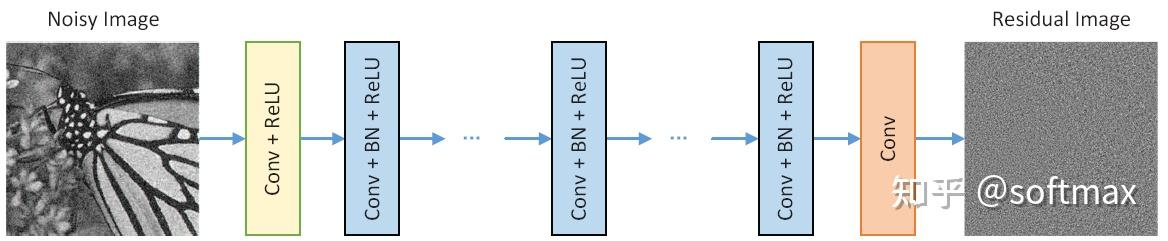 Noisy Image
Residual Image
Conv + ReLU
Conv + BN + ReLU
...
Conv + BN + ReLU
...
Conv + BN + ReLU
Conv
知乎 @softmax